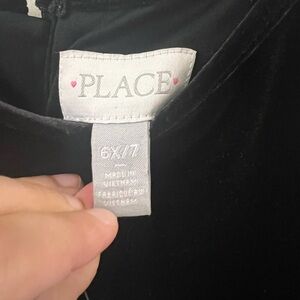 PLACE
6X/7
MADE IN
VIETNAM
FABRIQUÉ AU
VIETNAM